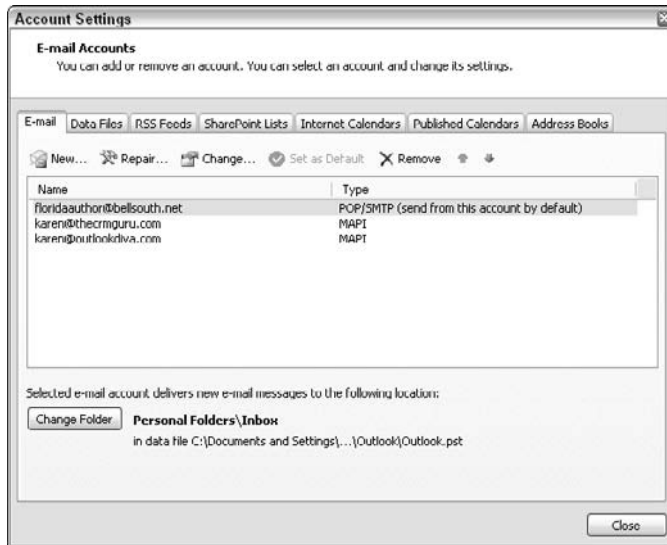 Account Settings
E-mail Accounts
You can add or remove an account. You can select an account and change its settings.
E-mail Data Files RSS Feeds SharePoint Lists Internet Calendars Published Calendars Address Books
New... Repair... Change... Set as Default Remove
Name Type
floridaauthor@bellsouth.net POP/SMTP (send from this account by default)
karen@thecrmguru.com MAPI
karen@outlookdiva.com MAPI
Selected e-mail account delivers new e-mail messages to the following location:
Change Folder Personal Folders\Inbox
in data file C:\Documents and Settings\...\Outlook\Outlook.pst
Close